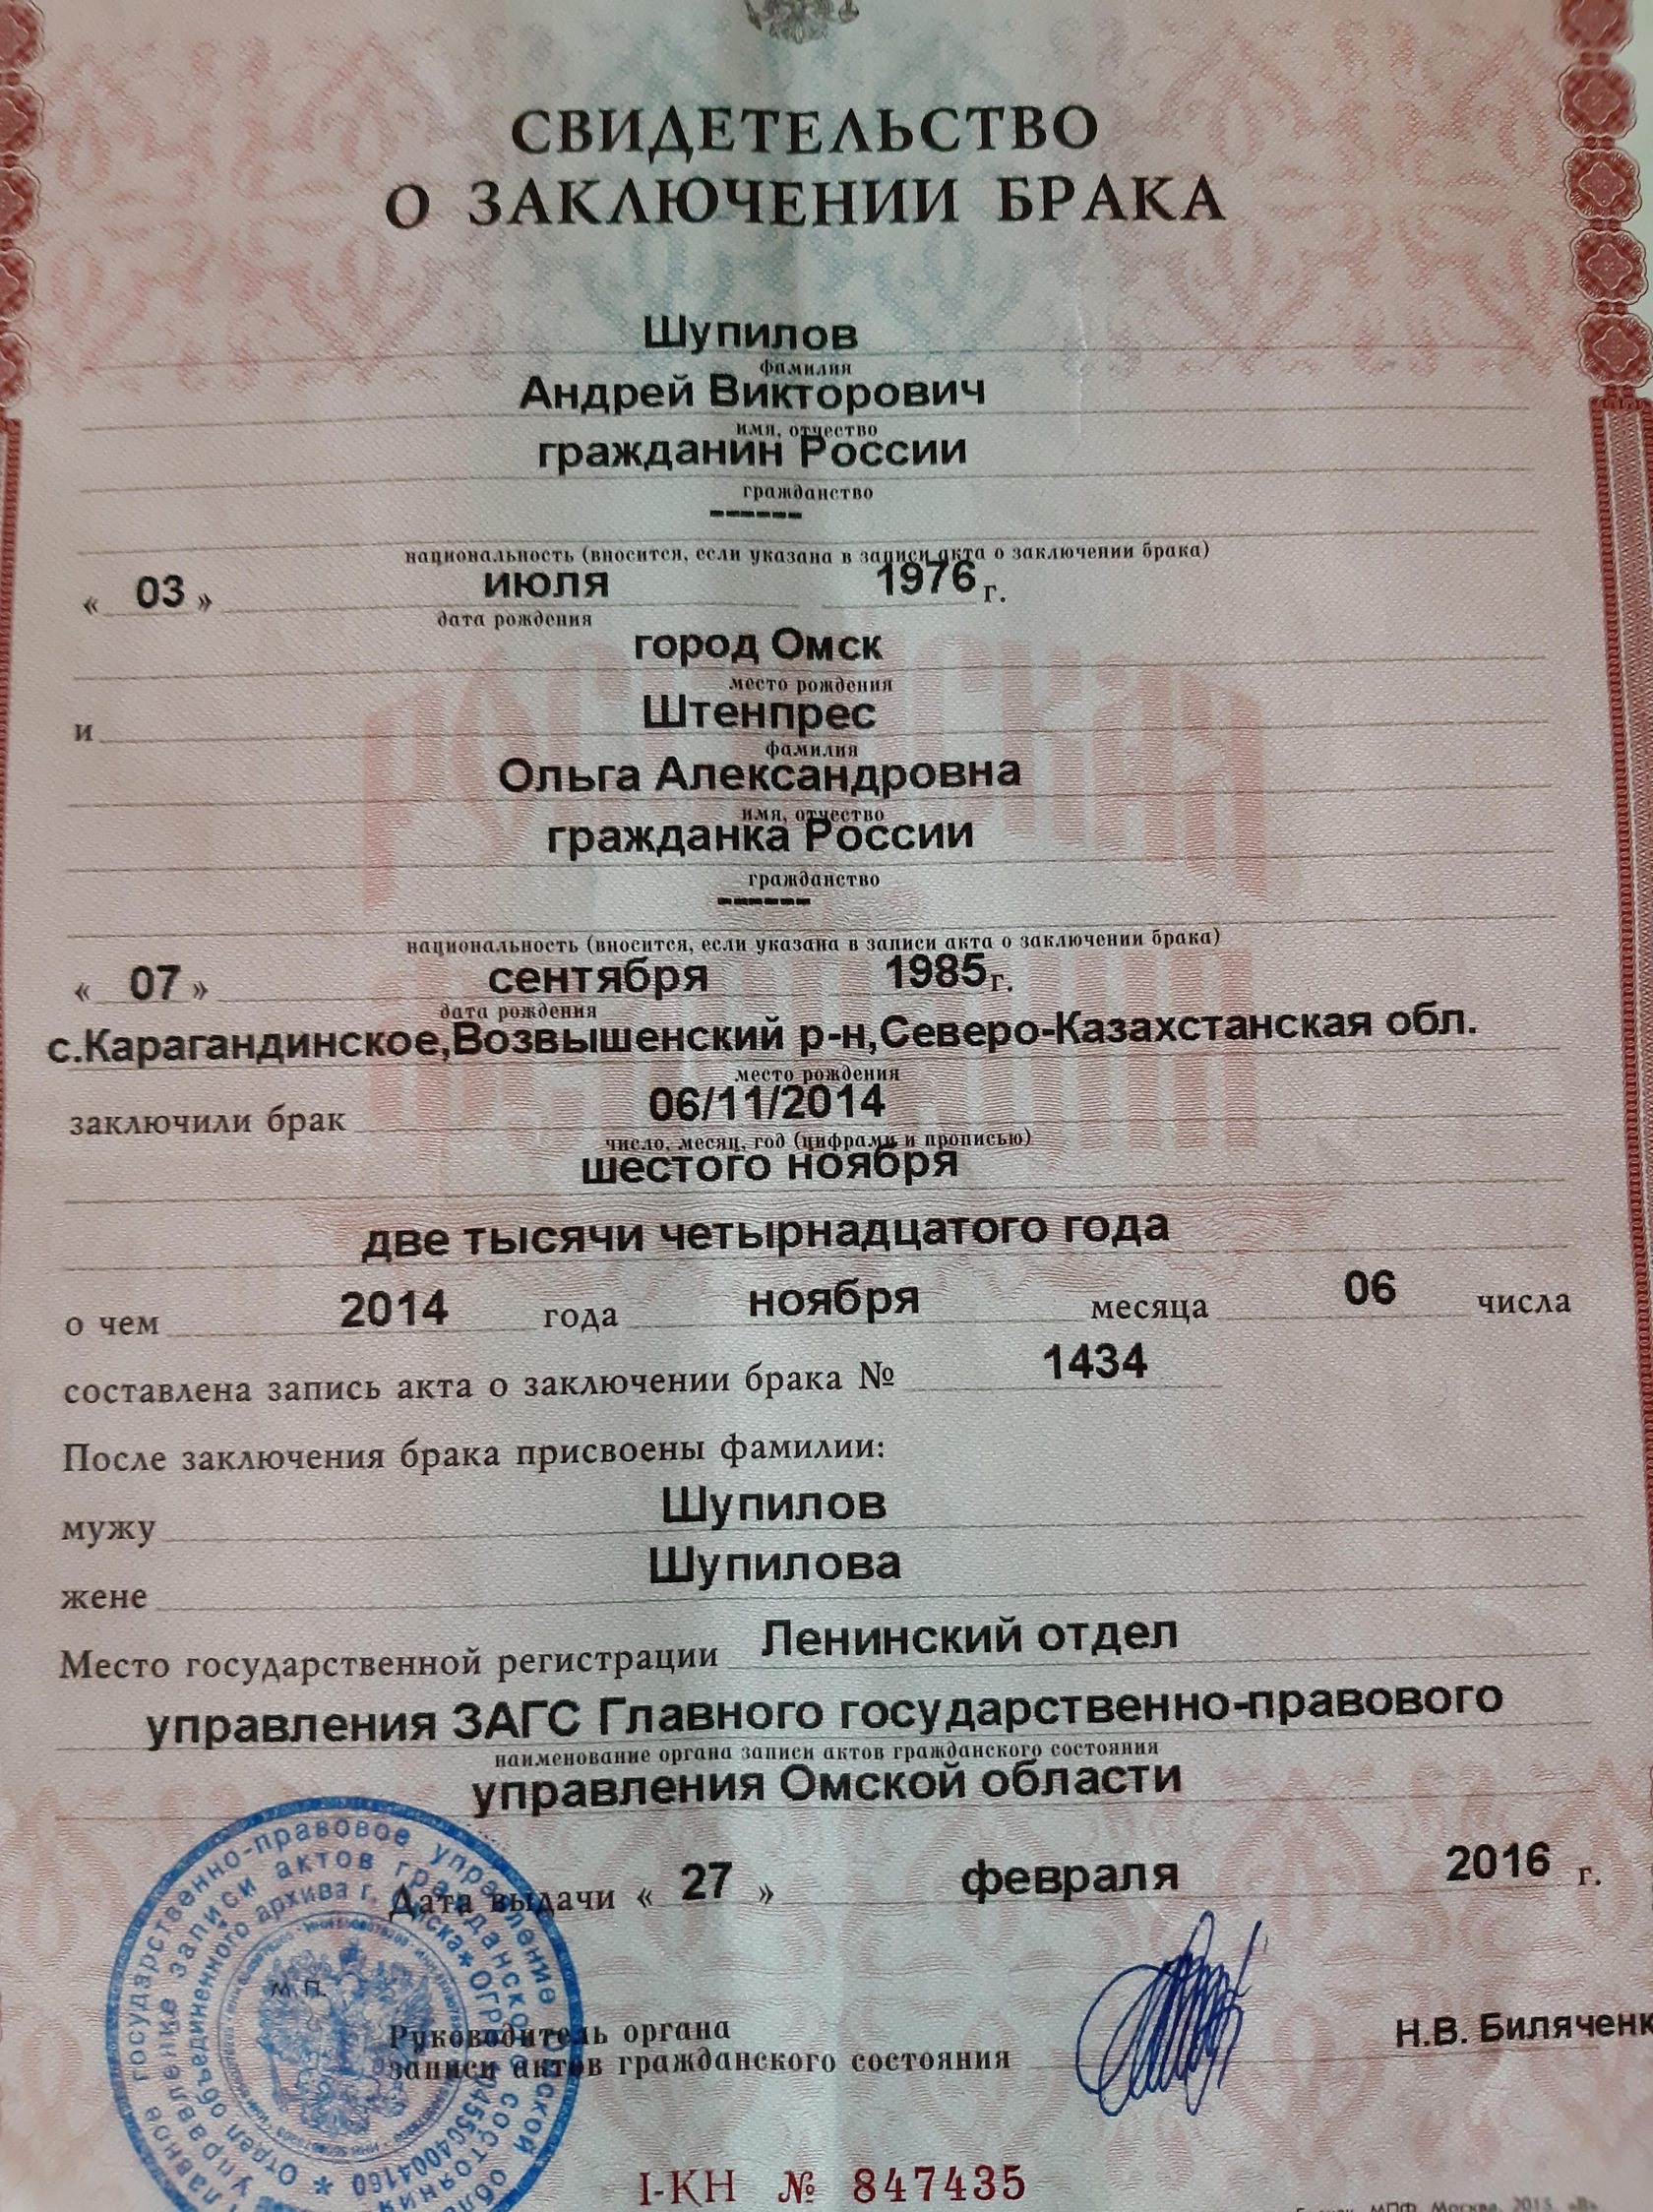 СВИДЕТЕЛЬСТВО
О ЗАКЛЮЧЕНИИ БРАКА
Шупилов
фамилия
Андрей Викторович
имя, отчество
гражданин России
гражданство
------
национальность (вносится, если указана в записи акта о заключении брака)
« 03 » июля 1976 г.
дата рождения
город Омск
место рождения
и Штенпрес
фамилия
Ольга Александровна
имя, отчество
гражданка России
гражданство
------
национальность (вносится, если указана в записи акта о заключении брака)
« 07 » сентября 1985 г.
дата рождения
с.Карагандинское,Возвышенский р-н,Северо-Казахстанская обл.
место рождения
заключили брак 06/11/2014
число, месяц, год (цифрами и прописью)
шестого ноября
две тысячи четырнадцатого года
о чем 2014 года ноября месяца 06 числа
составлена запись акта о заключении брака № 1434
После заключения брака присвоены фамилии:
мужу Шупилов
жене Шупилова
Место государственной регистрации Ленинский отдел
управления ЗАГС Главного государственно-правового
наименование органа записи актов гражданского состояния
управления Омской области
Дата выдачи « 27 » февраля 2016 г.
М.П.
Руководитель органа
записи актов гражданского состояния
Н.В. Биляченк
I-КН № 847435